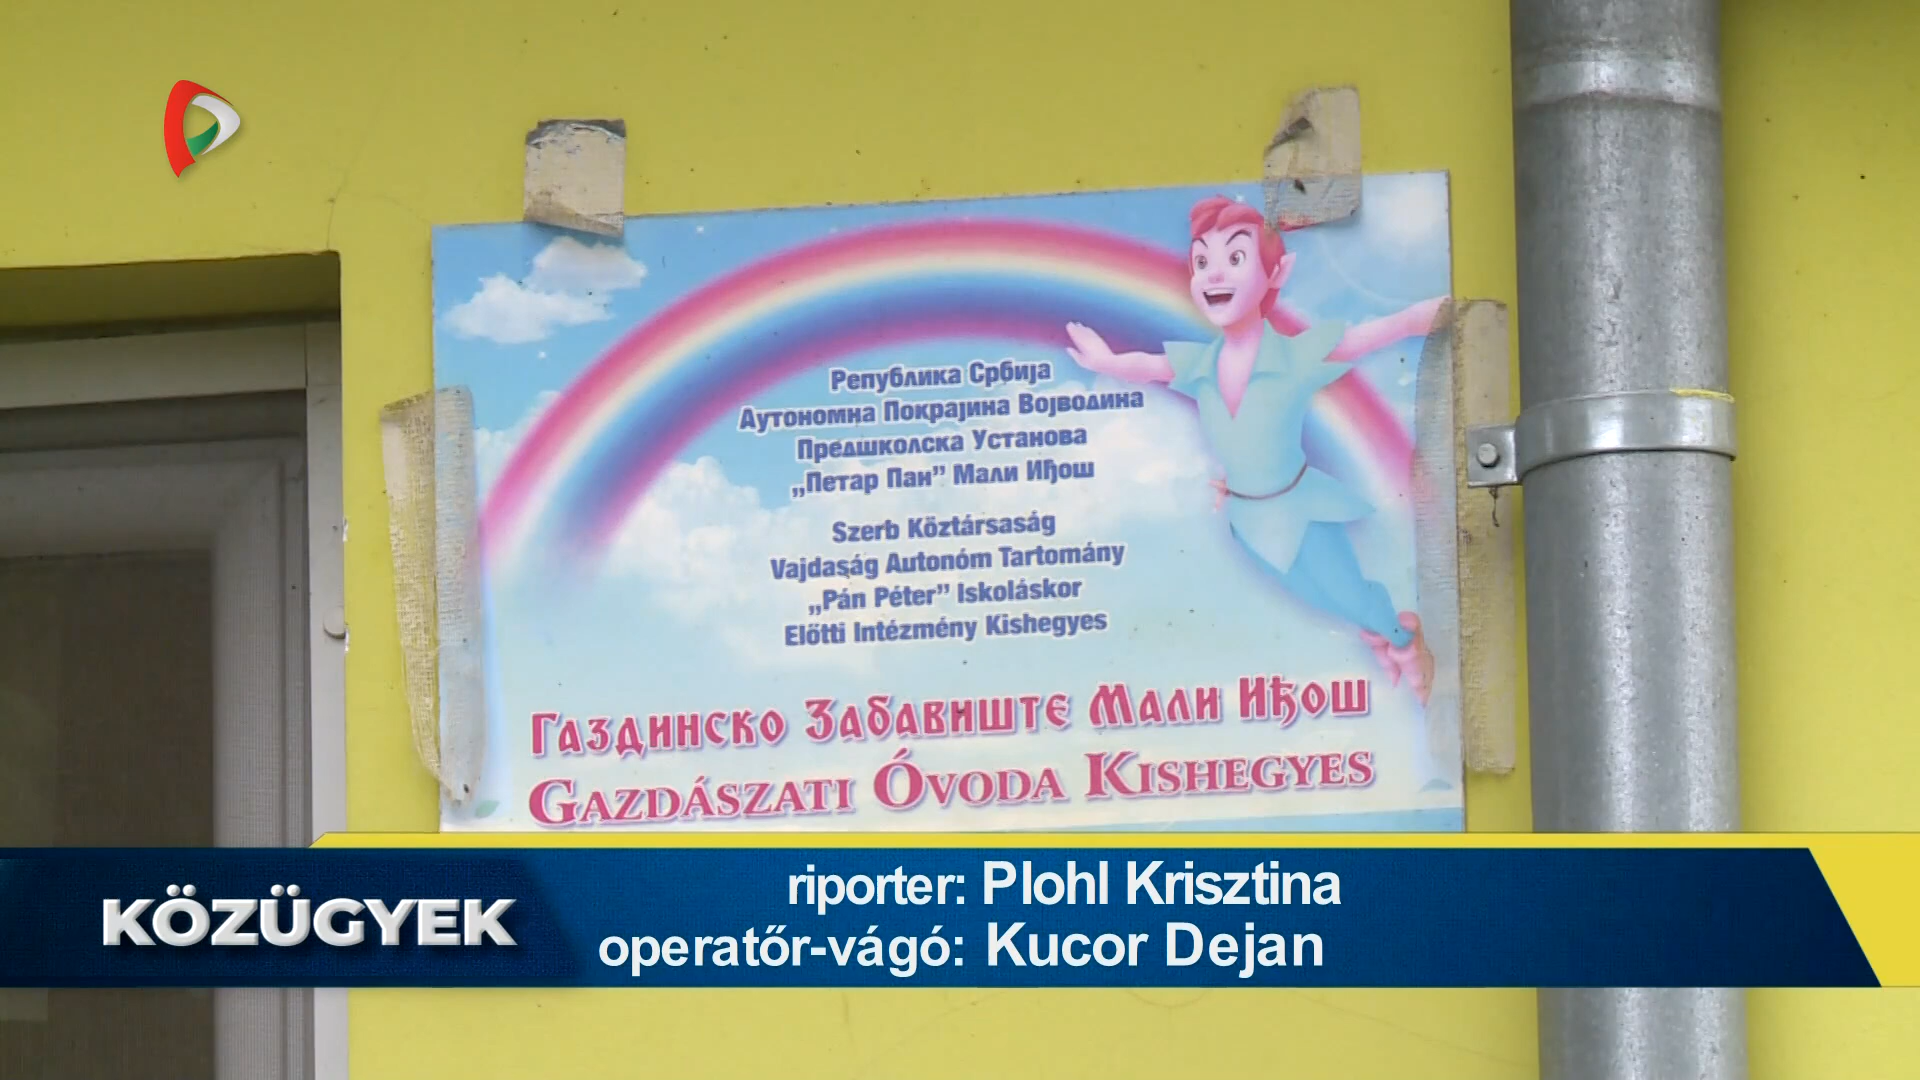 Република Србија
Аутономна Покрајина Војводина
Предшколска Установа
„Петар Пан” Мали Иђош
Szerb Köztársaság
Vajdaság Autonóm Tartomány
„Pán Péter” Iskoláskor
Előtti Intézmény Kishegyes
Газдинско Забавиште Мали Иђош
Gazdászati Óvoda Kishegyes
KÖZÜGYEK
riporter: Plohl Krisztina
operatőr-vágó: Kucor Dejan